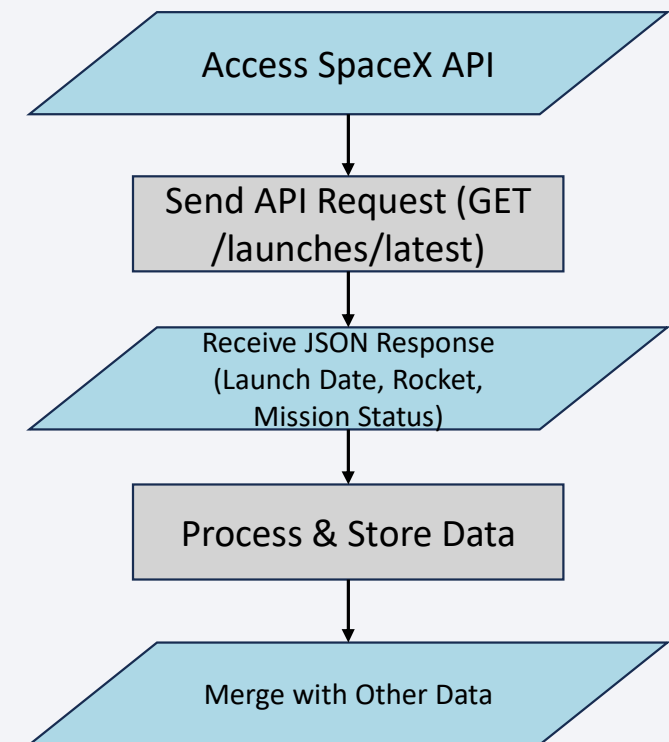 Access SpaceX API
Send API Request (GET
/launches/latest)
Receive JSON Response
(Launch Date, Rocket,
Mission Status)
Process & Store Data
Merge with Other Data